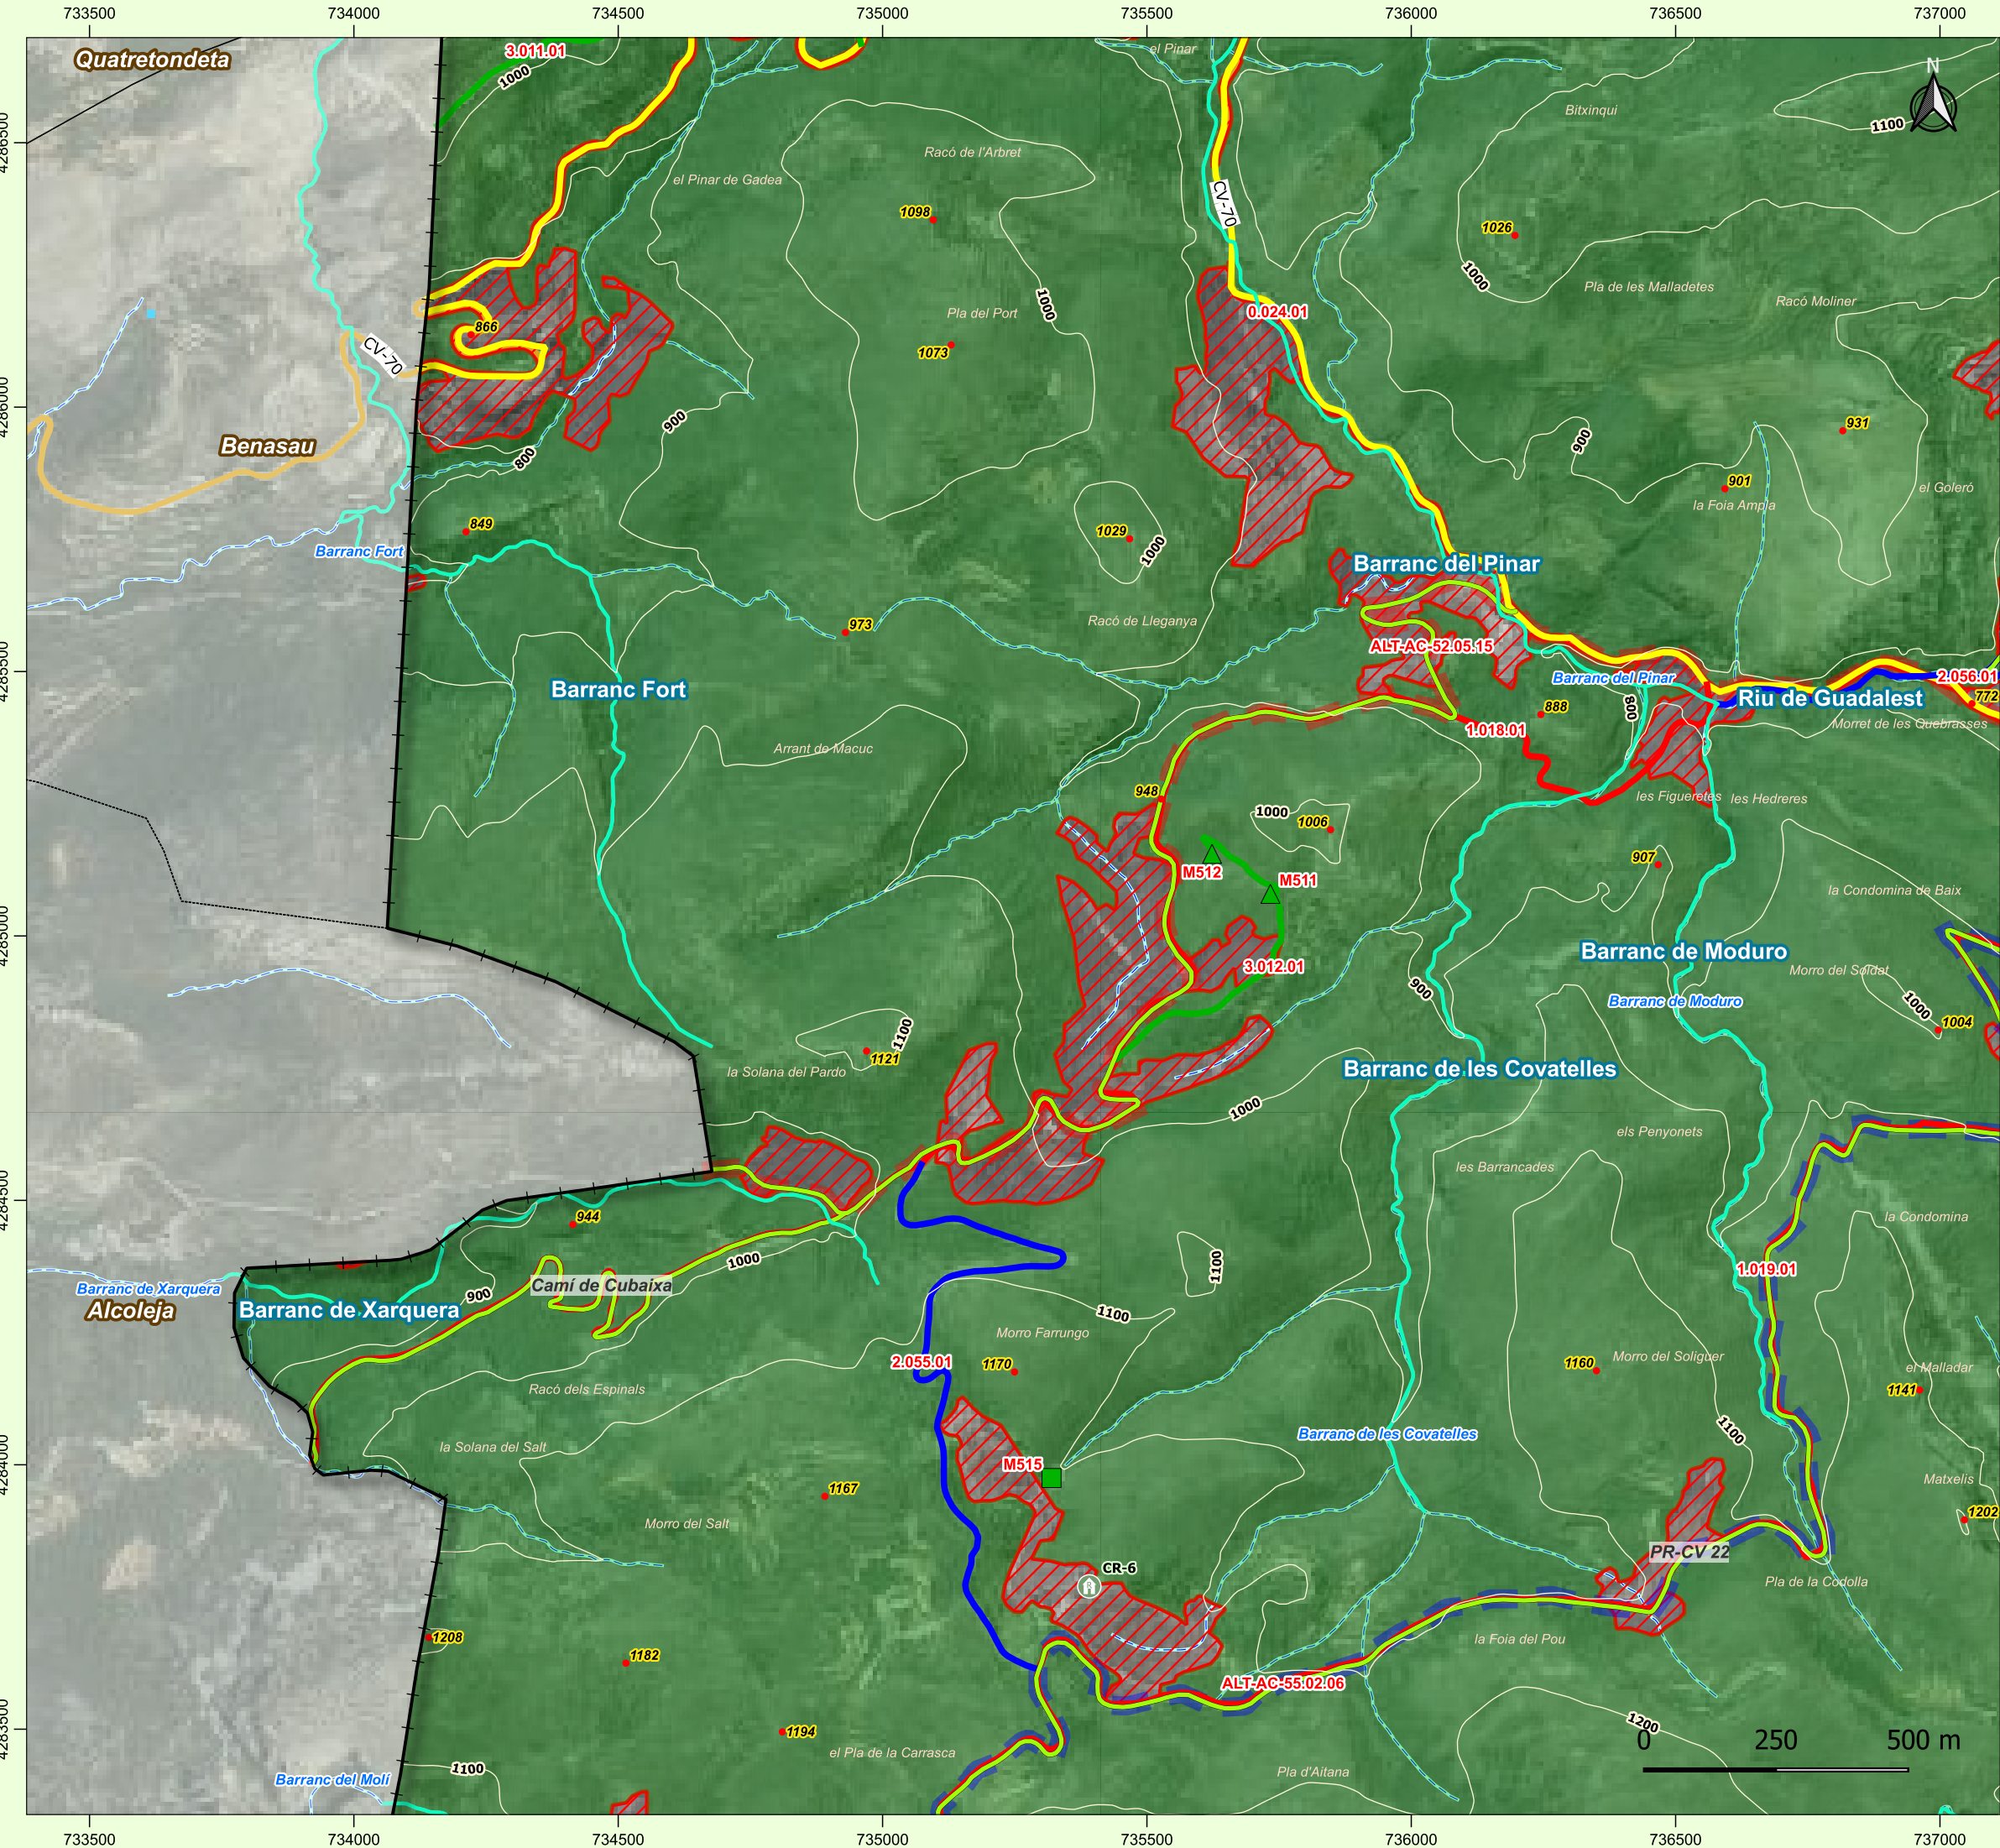 733500 734000 734500 735000 735500 736000 736500 737000
Quatretondeta
3.011.01
1000
el Pinar
N
Bitxinqui
1100
4286500
Racó de l'Arbret
el Pinar de Gadea
CV-70
1098
1026
1000
1000
Pla de les Malladetes
Racó Moliner
0.024.01
Pla del Port
866
CV-70
1073
4286000
900
931
Benasau
800
900
901
el Goleró
la Foia Ampla
849
1029
1000
Barranc Fort
Barranc del Pinar
973
Racó de Lleganya
ALT-AC-52.05.15
4285500
Barranc del Pinar
2.056.01
Barranc Fort
Riu de Guadalest
772
800
888
Morret de les Quebrasses
1.018.01
Arrant de Macuc
948
les Figueretes
les Hedreres
1000
1006
907
M512
M511
la Condomina de Baix
4285000
Barranc de Moduro
3.012.01
Morro del Soldat
900
Barranc de Moduro
1000
1004
1100
1121
la Solana del Pardo
Barranc de les Covatelles
1000
els Penyonets
les Barrancades
4284500
944
la Condomina
1000
1100
1.019.01
Camí de Cubaixa
Barranc de Xarquera
900
Alcoleja
Barranc de Xarquera
1100
Morro Farrungo
2.055.01
1170
1160
Morro del Soliguer
el Malladar
1141
Racó dels Espinals
1100
Barranc de les Covatelles
la Solana del Salt
4284000
M515
Matxelis
1167
1202
Morro del Salt
PR-CV 22
CR-6
Pla de la Codolla
1208
la Foia del Pou
1182
ALT-AC-55.02.06
4283500
1194
1200
el Pla de la Carrasca
0 250 500 m
1100
Pla d'Aitana
Barranc del Molí
733500 734000 734500 735000 735500 736000 736500 737000